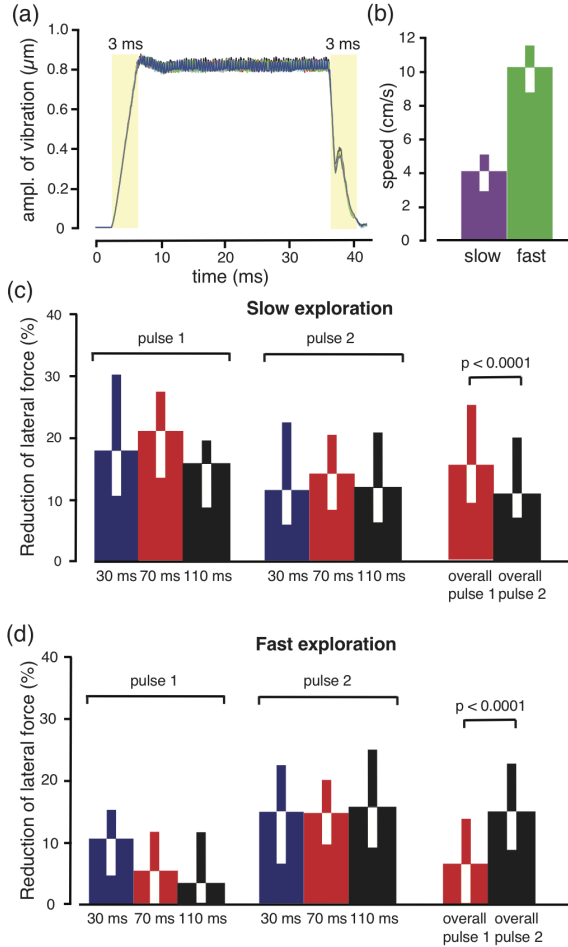 (a)
3 ms 3 ms
ampl. of vibration (µm)
1.0
0.8
0.6
0.4
0.2
0
0 10 20 30 40
time (ms)
(b)
speed (cm/s)
12
10
8
6
4
2
0
slow fast
(c)
Slow exploration
Reduction of lateral force (%)
40
30
20
10
0
pulse 1 pulse 2
p < 0.0001
30 ms 70 ms 110 ms 30 ms 70 ms 110 ms overall overall
pulse 1 pulse 2
(d)
Fast exploration
Reduction of lateral force (%)
40
30
20
10
0
pulse 1 pulse 2
p < 0.0001
30 ms 70 ms 110 ms 30 ms 70 ms 110 ms overall overall
pulse 1 pulse 2